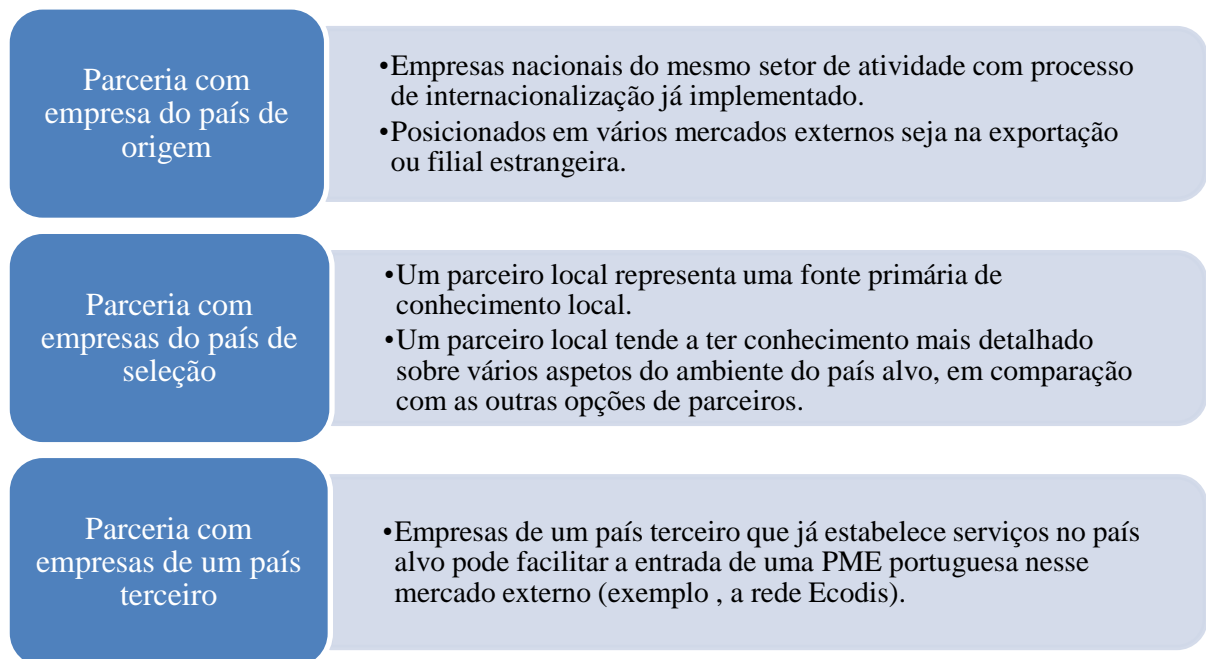 Parceria com
empresa do país de
origem
•Empresas nacionais do mesmo setor de atividade com processo
de internacionalização já implementado.
•Posicionados em vários mercados externos seja na exportação
ou filial estrangeira.
Parceria com
empresas do país de
seleção
•Um parceiro local representa uma fonte primária de
conhecimento local.
•Um parceiro local tende a ter conhecimento mais detalhado
sobre vários aspetos do ambiente do país alvo, em comparação
com as outras opções de parceiros.
Parceria com
empresas de um país
terceiro
•Empresas de um país terceiro que já estabelece serviços no país
alvo pode facilitar a entrada de uma PME portuguesa nesse
mercado externo (exemplo , a rede Ecodis).